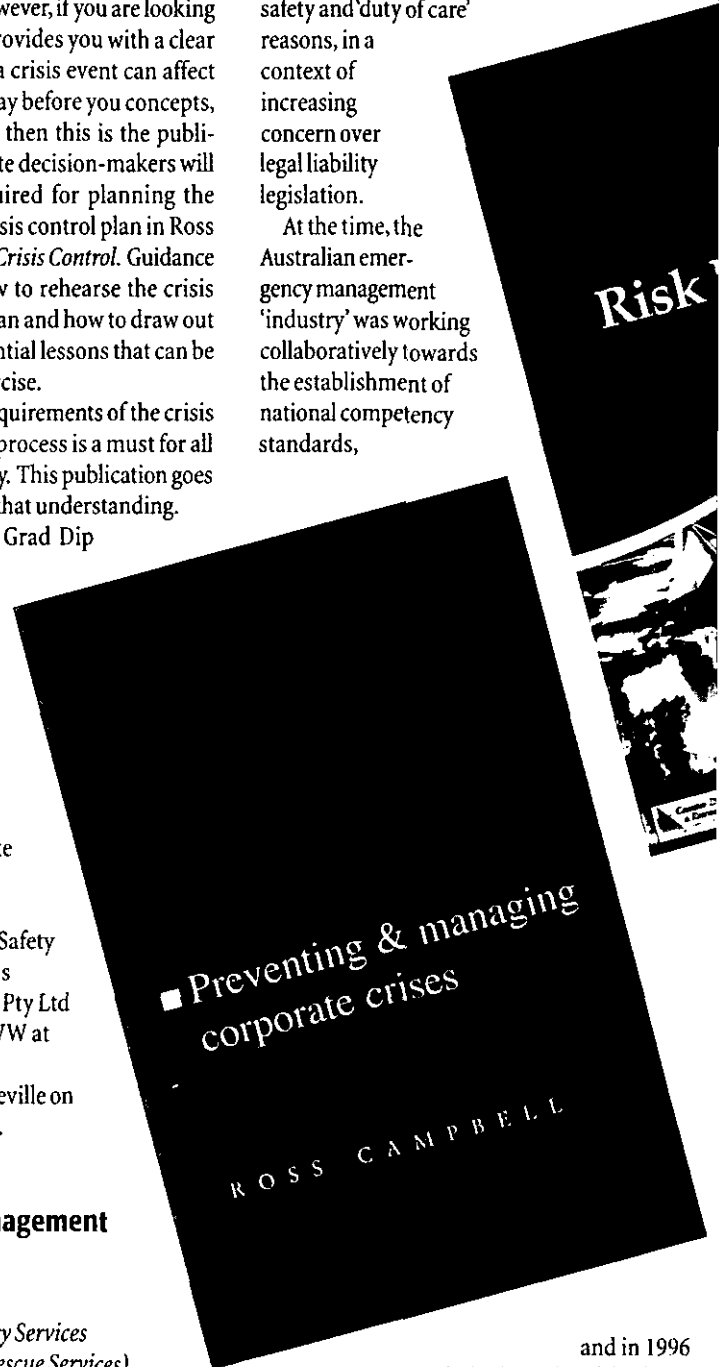 wever, if you are looking
rovides you with a clear
a crisis event can affect
ay before you concepts,
then this is the publi-
te decision-makers will
uired for planning the
sis control plan in Ross
Crisis Control. Guidance
w to rehearse the crisis
an and how to draw out
ntial lessons that can be
cise.
quirements of the crisis
process is a must for all
y. This publication goes
hat understanding.
Grad Dip
te
Safety
s
Pty Ltd
VW at
eville on
agement
y Services
escue Services)
safety and 'duty of care'
reasons, in a
context of
increasing
concern over
legal liability
legislation.
At the time, the
Australian emer-
gency management
'industry' was working
collaboratively towards
the establishment of
national competency
standards,
Risk
Preventing & managing
corporate crises
ROSS CAMPBELL
and in 1996